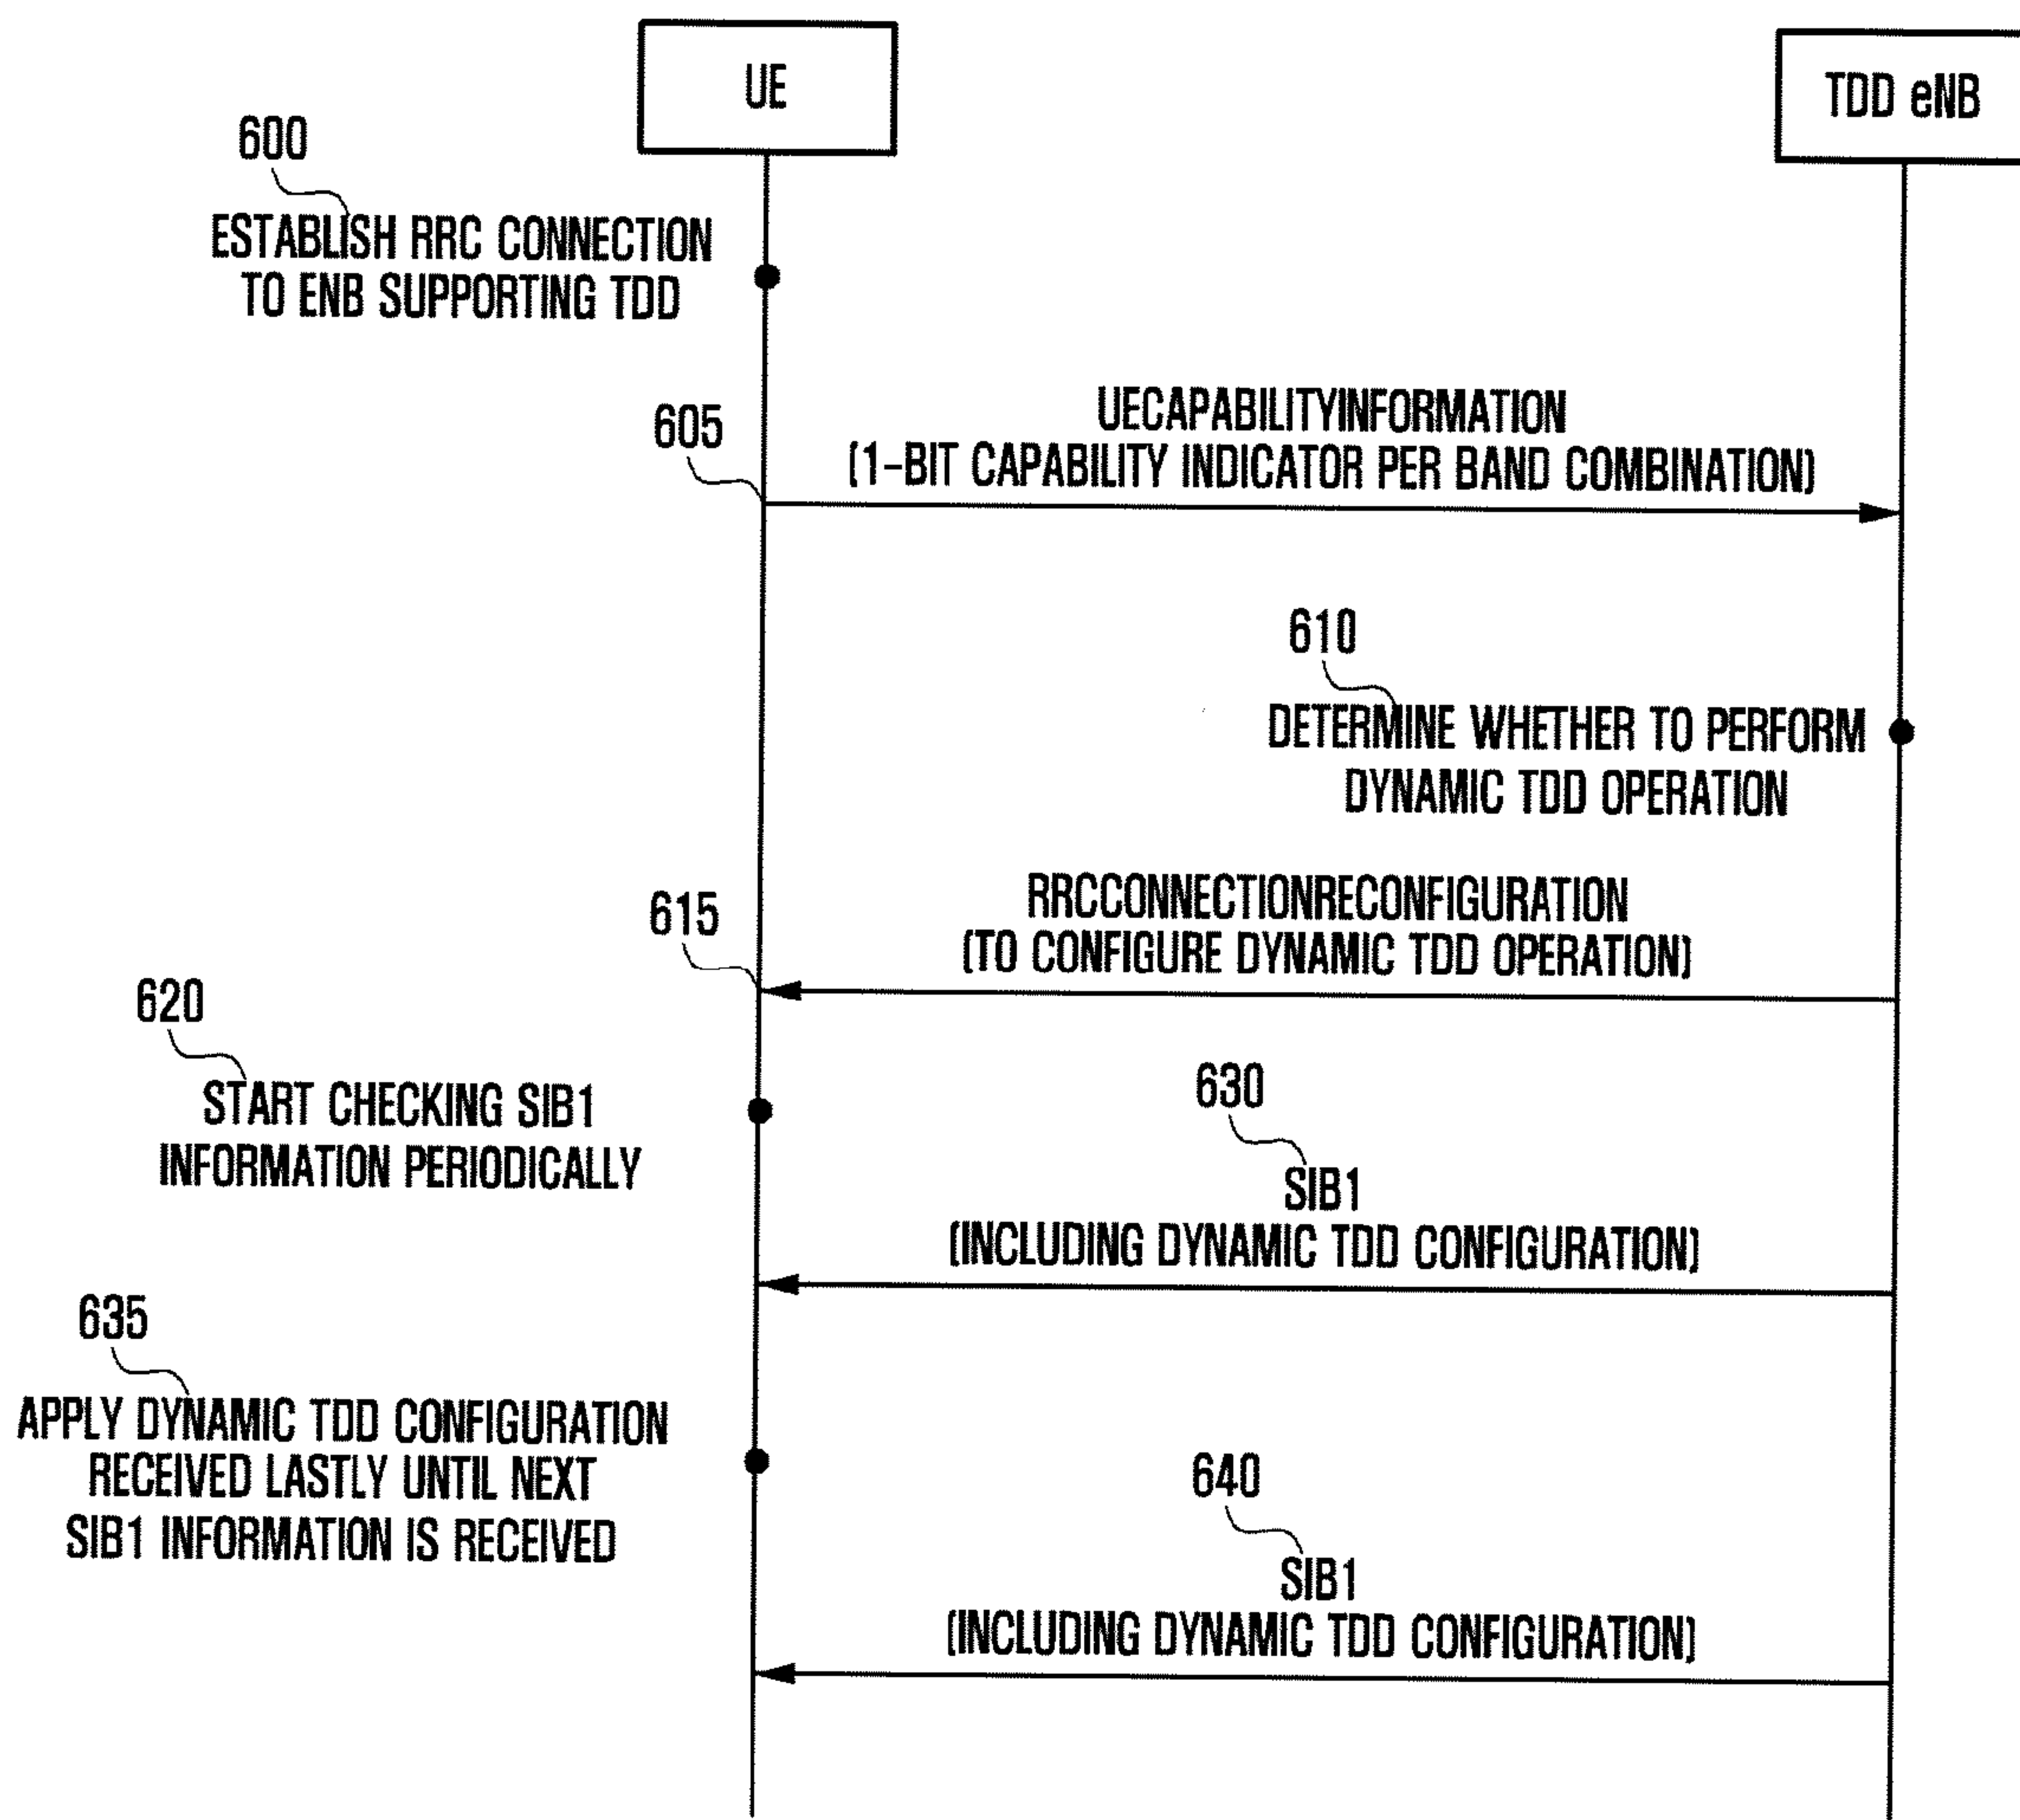 UE
TDD eNB
600
ESTABLISH RRC CONNECTION
TO ENB SUPPORTING TDD
605
UECAPABILITYINFORMATION
(1-BIT CAPABILITY INDICATOR PER BAND COMBINATION)
610
DETERMINE WHETHER TO PERFORM
DYNAMIC TDD OPERATION
615
RRCCONNECTIONRECONFIGURATION
(TO CONFIGURE DYNAMIC TDD OPERATION)
620
START CHECKING SIB1
INFORMATION PERIODICALLY
630
SIB1
(INCLUDING DYNAMIC TDD CONFIGURATION)
635
APPLY DYNAMIC TDD CONFIGURATION
RECEIVED LASTLY UNTIL NEXT
SIB1 INFORMATION IS RECEIVED
640
SIB1
(INCLUDING DYNAMIC TDD CONFIGURATION)